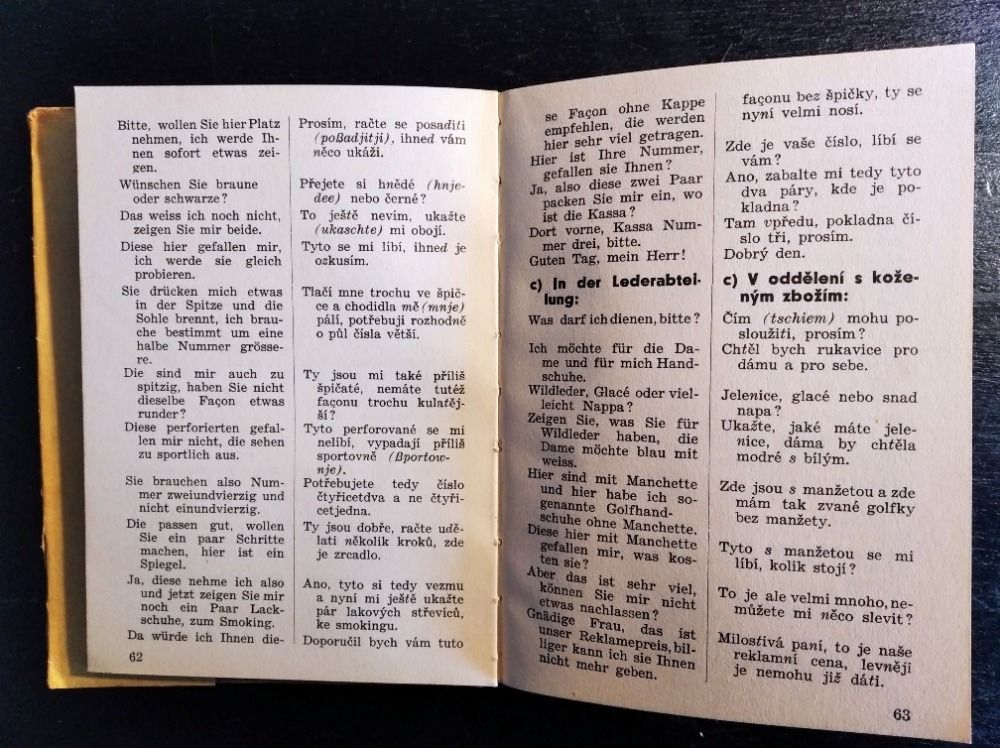 Bitte, wollen Sie hier Platz
nehmen, ich werde Ih-
nen sofort etwas zei-
gen.
Wünschen Sie braune
oder schwarze?
Das weiss ich noch nicht,
zeigen Sie mir beide.
Diese hier gefallen mir,
ich werde sie gleich
probieren.
Sie drücken mich etwas
in der Spitze und die
Sohle brennt, ich brau-
che bestimmt um eine
halbe Nummer grösse-
re.
Die sind mir auch zu
spitzig, haben Sie nicht
dieselbe Façon etwas
runder?
Diese perforierten gefal-
len mir nicht, die sehen
zu sportlich aus.
Sie brauchen also Num-
mer zweiundvierzig und
nicht einundvierzig.
Die passen gut, wollen
Sie ein paar Schritte
machen, hier ist ein
Spiegel.
Ja, diese nehme ich also
und jetzt zeigen Sie mir
noch ein Paar Lack-
schuhe, zum Smoking.
Da würde ich Ihnen die-
62
Prosím, račte se posaditi
(poßadjitji), ihned vám
něco ukáži.
Přejete si hnědé (hnje-
dee) nebo černé?
To ještě nevím, ukažte
(ukaschte) mi obojí.
Tyto se mi líbí, ihned je
ozkusím.
Tlačí mne trochu ve špič-
ce a chodidla mě (mnje)
pálí, potřebuji rozhodně
o půl čísla větší.
Ty jsou mi také příliš
špičaté, nemáte tutéž
façonu trochu kulatěj-
ší?
Tyto perforované se mi
nelíbí, vypadají příliš
sportovně (ßportow-
nje).
Potřebujete tedy číslo
čtyřicetdva a ne čtyři-
cetjedna.
Ty jsou dobře, račte udě-
lati několik kroků, zde
je zrcadlo.
Ano, tyto si tedy vezmu
a nyní mi ještě ukažte
pár lakových střevíců,
ke smokingu.
Doporučil bych vám tuto
se Façon ohne Kappe
empfehlen, die werden
hier sehr viel getragen.
Hier ist Ihre Nummer,
gefallen sie Ihnen?
Ja, also diese zwei Paar
packen Sie mir ein, wo
ist die Kassa?
Dort vorne, Kassa Num-
mer drei, bitte.
Guten Tag, mein Herr!
c) In der Lederabtei-
lung:
Was darf ich dienen, bitte?
Ich möchte für die Da-
me und für mich Hand-
schuhe.
Wildleder, Glacé oder viel-
leicht Nappa?
Zeigen Sie, was Sie für
Wildleder haben, die
Dame möchte blau mit
weiss.
Hier sind mit Manchette
und hier habe ich so-
genannte Golfhand-
schuhe ohne Manchette.
Diese hier mit Manchette
gefallen mir, was kos-
ten sie?
Aber das ist sehr viel,
können Sie mir nicht
etwas nachlassen?
Gnädige Frau, das ist
unser Reklamepreis, bil-
liger kann ich sie Ihnen
nicht mehr geben.
façonu bez špičky, ty se
nyní velmi nosí.
Zde je vaše číslo, líbí se
vám?
Ano, zabalte mi tedy tyto
dva páry, kde je po-
kladna?
Tam vpředu, pokladna čí-
slo tři, prosím.
Dobrý den.
c) V oddělení s kože-
ným zbožím:
Čím (tschiem) mohu po-
sloužiti, prosím?
Chtěl bych rukavice pro
dámu a pro sebe.
Jelenice, glacé nebo snad
napa?
Ukažte, jaké máte jele-
nice, dáma by chtěla
modré s bílým.
Zde jsou s manžetou a zde
mám tak zvané golfky
bez manžety.
Tyto s manžetou se mi
líbí, kolik stojí?
To je ale velmi mnoho, ne-
můžete mi něco slevit?
Milostivá paní, to je naše
reklamní cena, levněji
je nemohu již dáti.
63